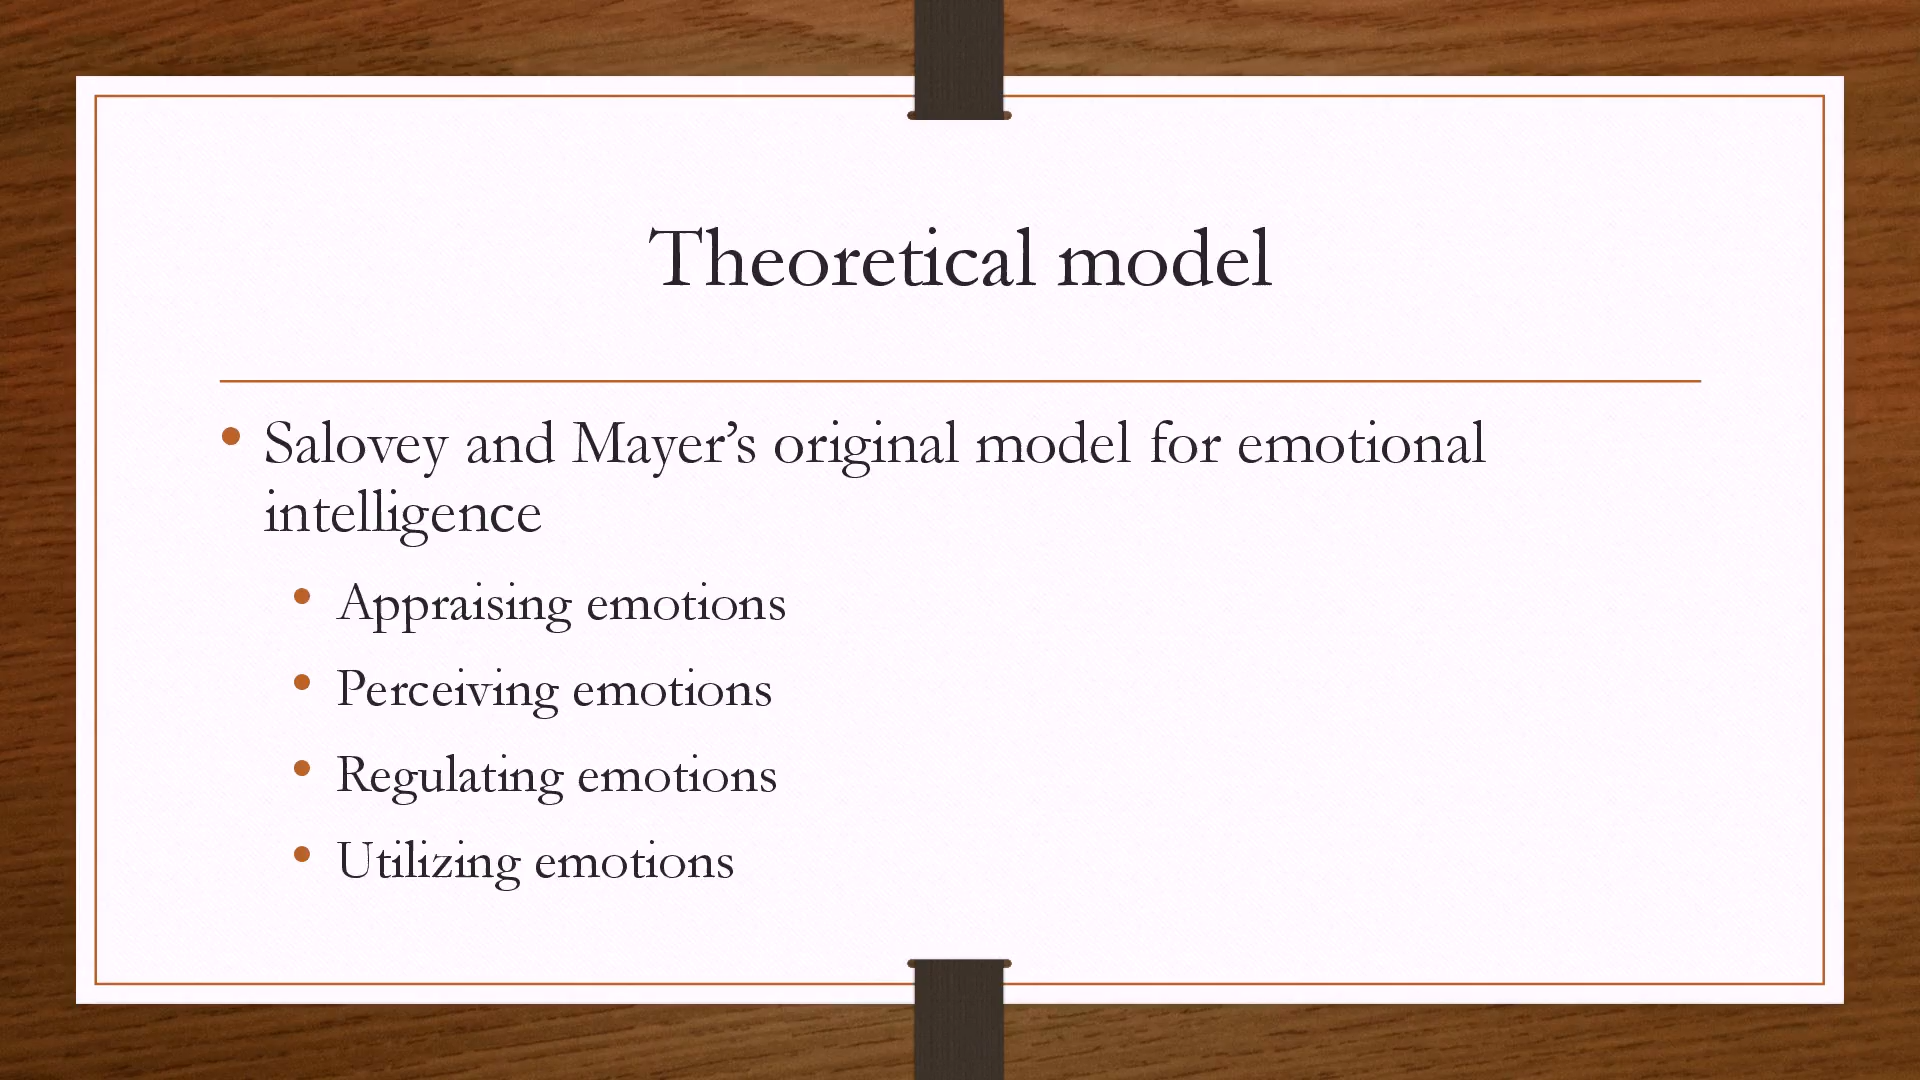 Theoretical model
• Salovey and Mayer’s original model for emotional
intelligence
• Appraising emotions
• Perceiving emotions
• Regulating emotions
• Utilizing emotions